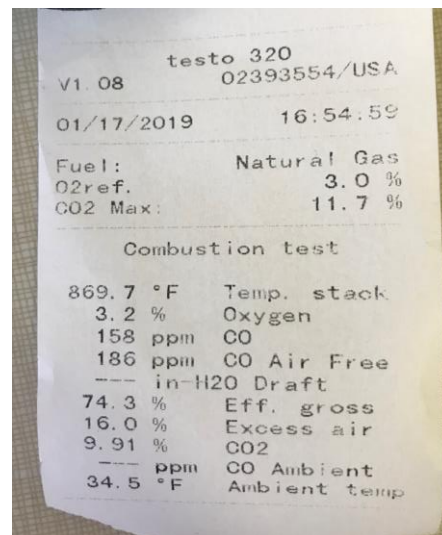 testo 320
V1.08 02393554/USA
01/17/2019 16:54:59
Fuel: Natural Gas
O2ref. 3.0 %
CO2 Max: 11.7 %
Combustion test
869.7 °F Temp. stack
3.2 % Oxygen
158 ppm CO
186 ppm CO Air Free
--- in-H2O Draft
74.3 % Eff. gross
16.0 % Excess air
9.91 % CO2
--- ppm CO Ambient
34.5 °F Ambient temp